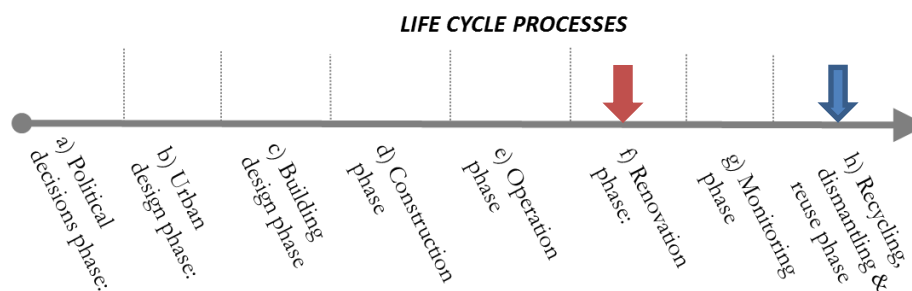 LIFE CYCLE PROCESSES
a) Political
decisions phase:
b) Urban
design phase:
c) Building
design phase
d) Construction
phase
e) Operation
phase
f) Renovation
phase:
g) Monitoring
phase
h) Recycling,
dismantling &
reuse phase